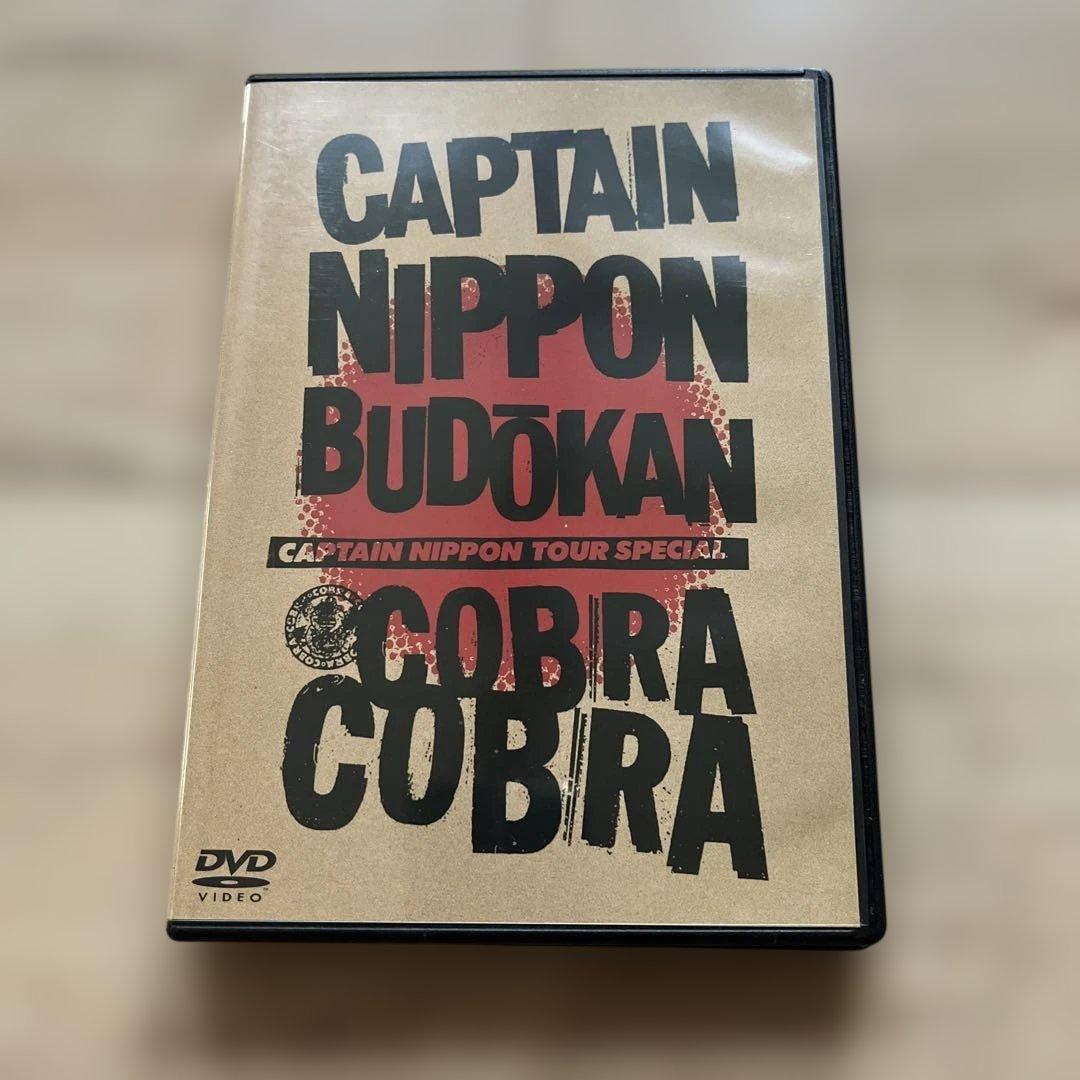 CAPTAIN
NIPPON
BUDŌKAN
CAPTAIN NIPPON TOUR SPECIAL
COBRA
COBRA
DVD
VIDEO